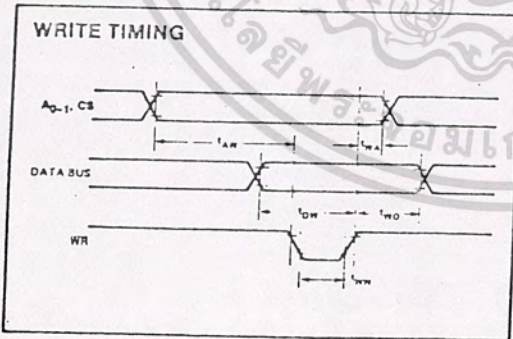 WRITE TIMING
A0-1, CS
tAW
tWA
DATA BUS
tDW
tWD
WR
tWW